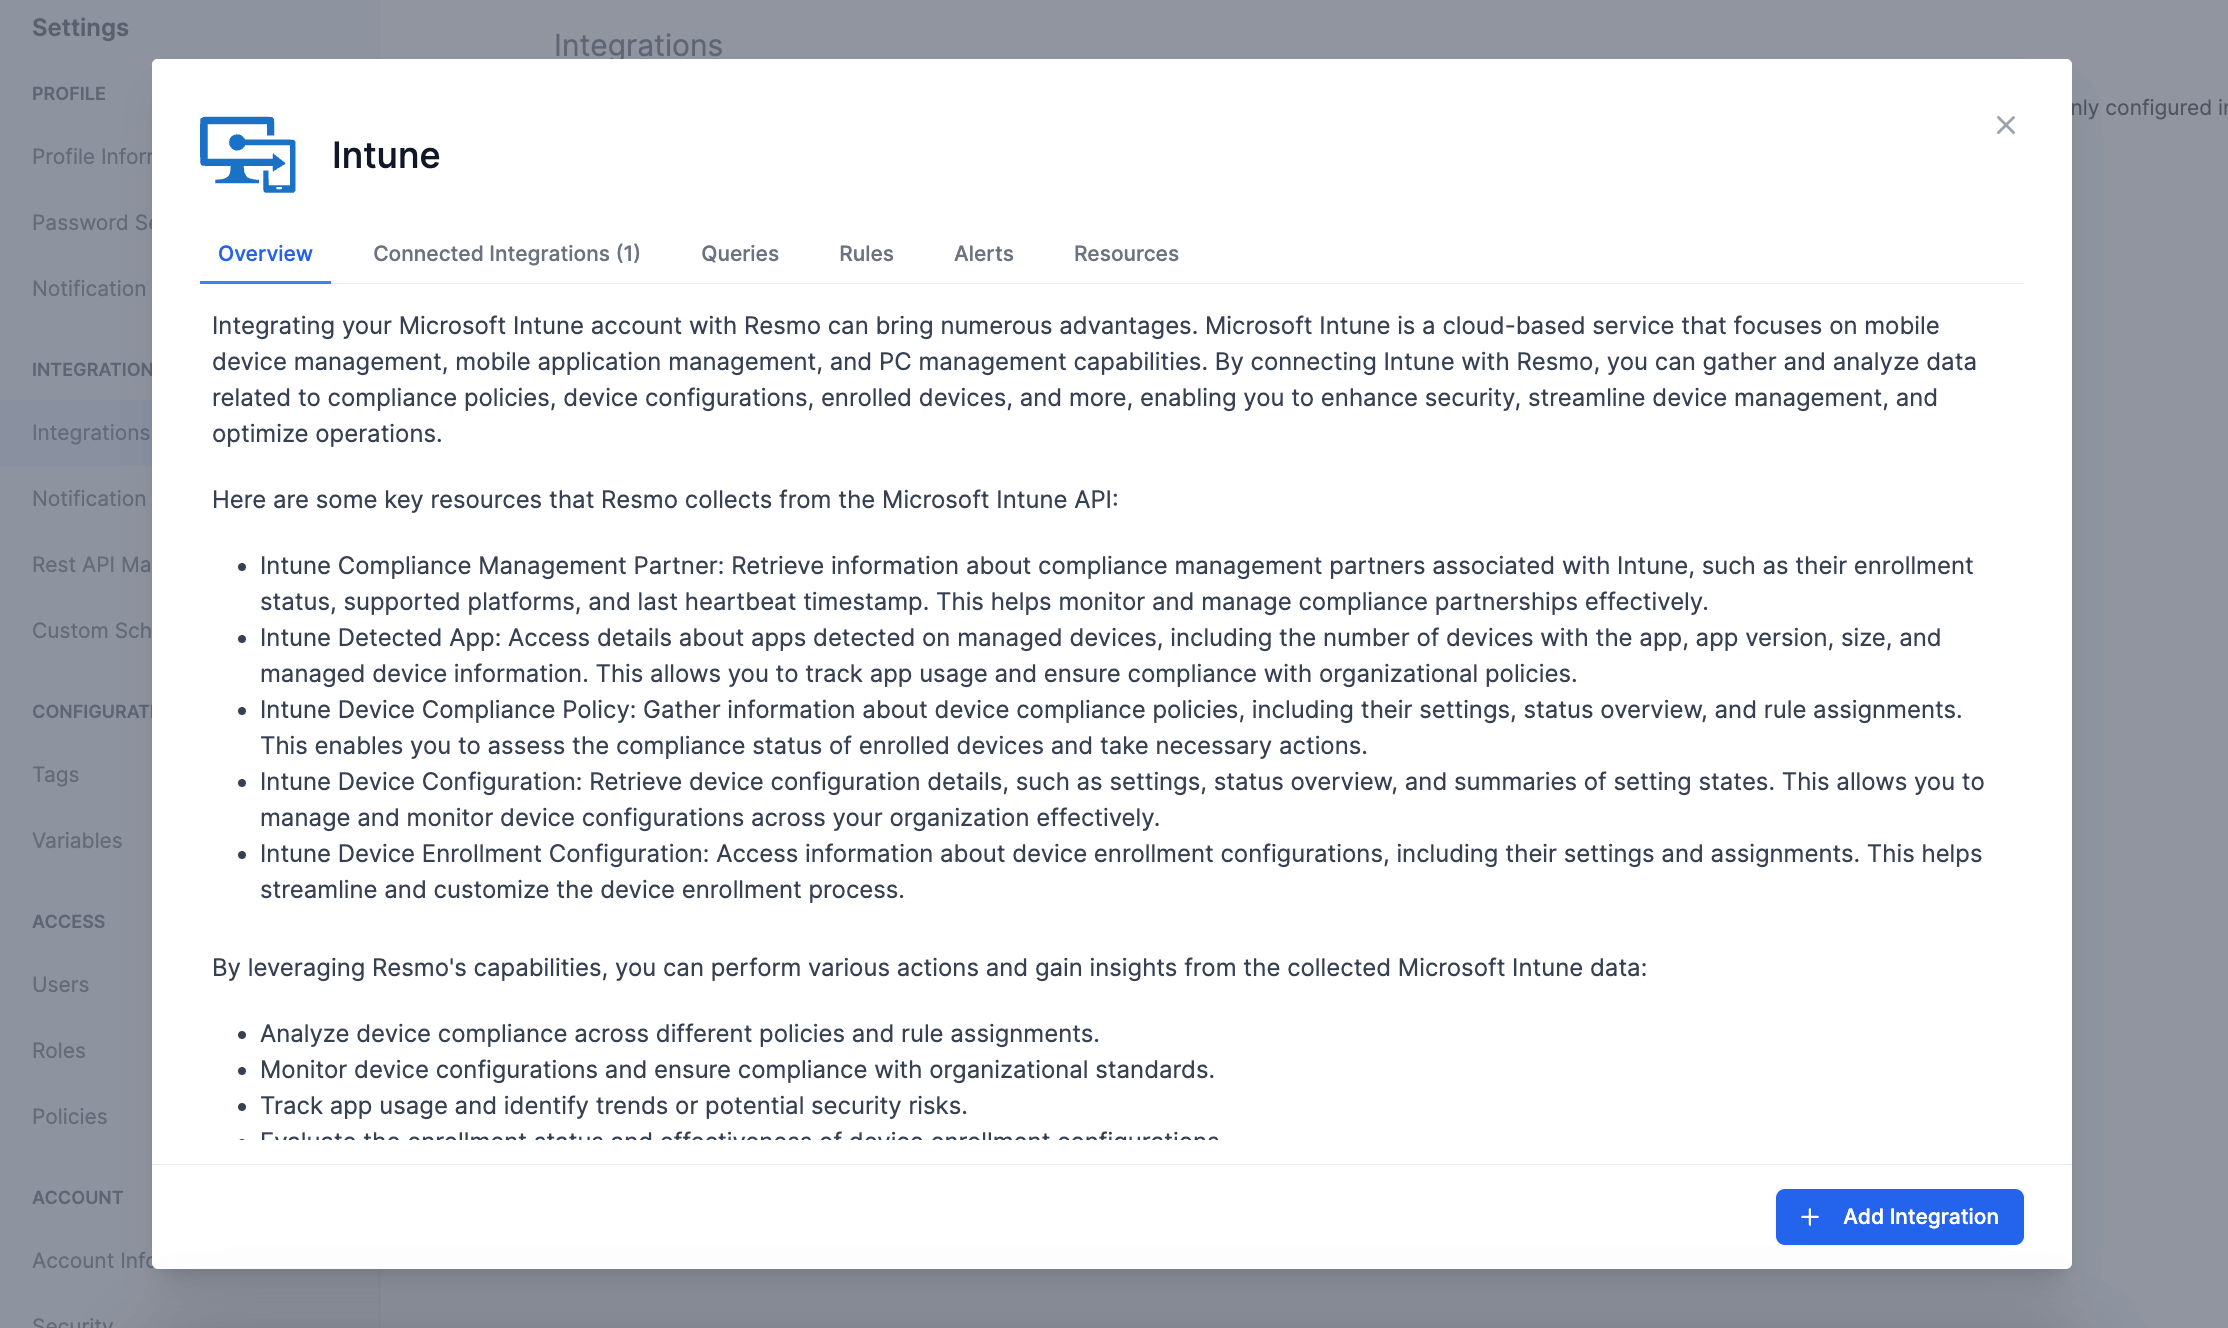 Settings
PROFILE
Profile Inforr
Password Se
Notification
INTEGRATION
Integrations
Notification
Rest API Ma
Custom Sch
CONFIGURATI
Tags
Variables
ACCESS
Users
Roles
Policies
ACCOUNT
Account Info
Security
Integrations
nly configured
Intune
Overview
Connected Integrations (1)
Queries
Rules
Alerts
Resources
Integrating your Microsoft Intune account with Resmo can bring numerous advantages. Microsoft Intune is a cloud-based service that focuses on mobile
device management, mobile application management, and PC management capabilities. By connecting Intune with Resmo, you can gather and analyze data
related to compliance policies, device configurations, enrolled devices, and more, enabling you to enhance security, streamline device management, and
optimize operations.
Here are some key resources that Resmo collects from the Microsoft Intune API:
• Intune Compliance Management Partner: Retrieve information about compliance management partners associated with Intune, such as their enrollment
status, supported platforms, and last heartbeat timestamp. This helps monitor and manage compliance partnerships effectively.
• Intune Detected App: Access details about apps detected on managed devices, including the number of devices with the app, app version, size, and
managed device information. This allows you to track app usage and ensure compliance with organizational policies.
• Intune Device Compliance Policy: Gather information about device compliance policies, including their settings, status overview, and rule assignments.
This enables you to assess the compliance status of enrolled devices and take necessary actions.
• Intune Device Configuration: Retrieve device configuration details, such as settings, status overview, and summaries of setting states. This allows you to
manage and monitor device configurations across your organization effectively.
• Intune Device Enrollment Configuration: Access information about device enrollment configurations, including their settings and assignments. This helps
streamline and customize the device enrollment process.
By leveraging Resmo's capabilities, you can perform various actions and gain insights from the collected Microsoft Intune data:
• Analyze device compliance across different policies and rule assignments.
• Monitor device configurations and ensure compliance with organizational standards.
• Track app usage and identify trends or potential security risks.
• Evaluate the enrollment status and effectiveness of device enrollment configurations.
+ Add Integration